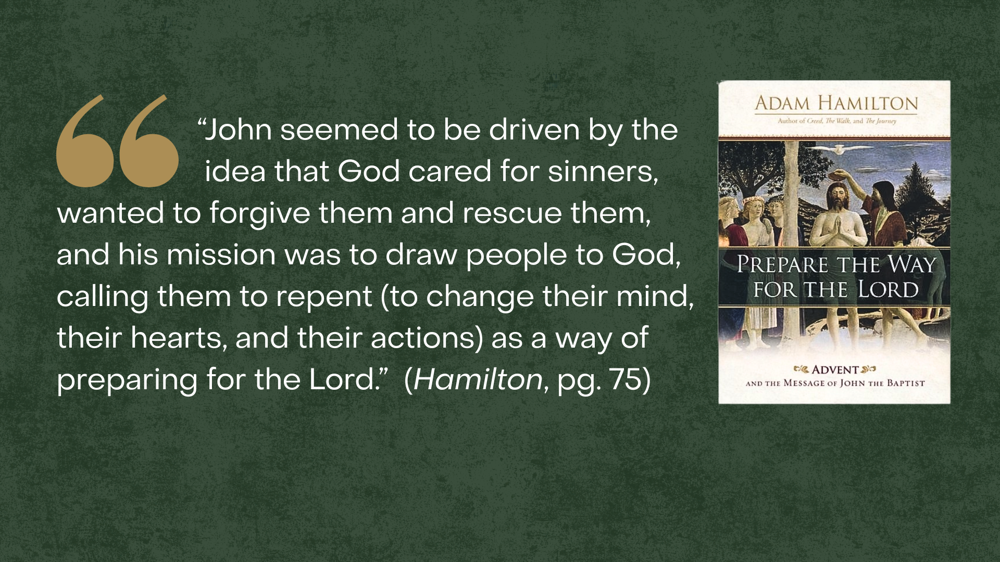 “John seemed to be driven by the
idea that God cared for sinners,
wanted to forgive them and rescue them,
and his mission was to draw people to God,
calling them to repent (to change their mind,
their hearts, and their actions) as a way of
preparing for the Lord.”  (Hamilton, pg. 75)
ADAM HAMILTON
Author of Creed, The Walk, and The Journey
PREPARE THE WAY
FOR THE LORD
ADVENT
AND THE MESSAGE OF JOHN THE BAPTIST